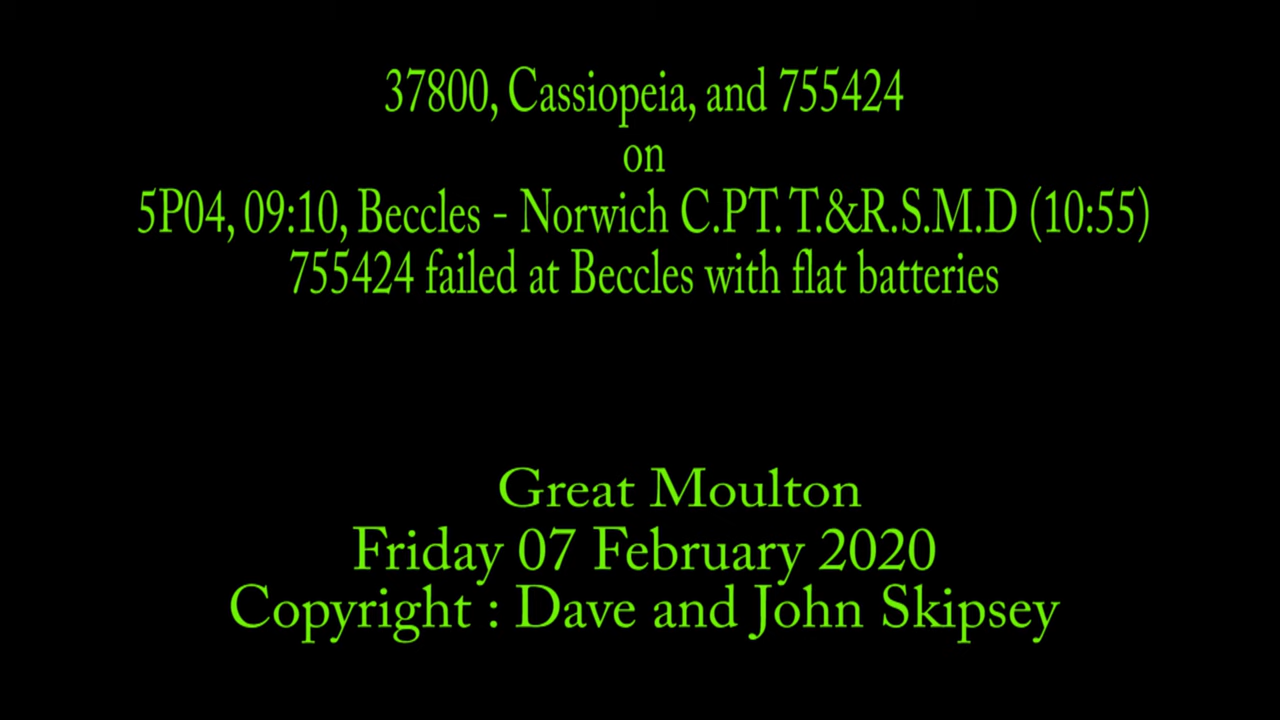 37800, Cassiopeia, and 755424
on
5P04, 09:10, Beccles - Norwich C.PT. T.&R.S.M.D (10:55)
755424 failed at Beccles with flat batteries
Great Moulton
Friday 07 February 2020
Copyright : Dave and John Skipsey